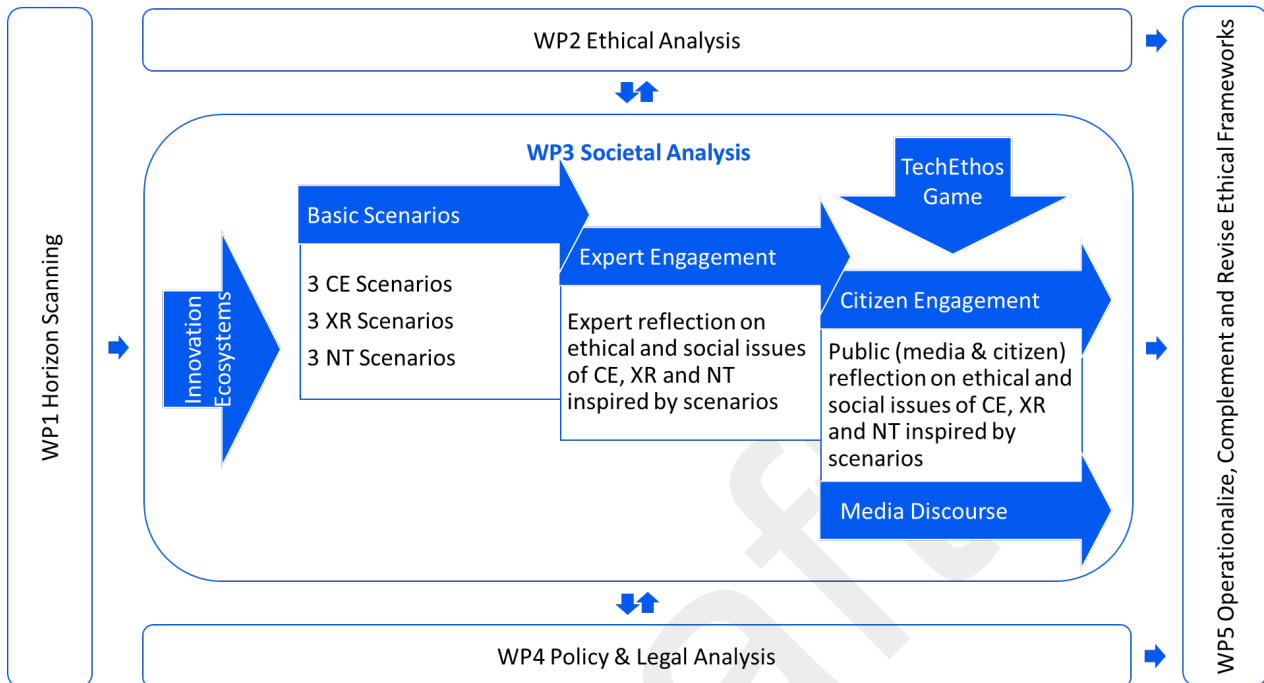 WP1 Horizon Scanning
WP2 Ethical Analysis
WP3 Societal Analysis
Innovation
Ecosystems
Basic Scenarios
3 CE Scenarios
3 XR Scenarios
3 NT Scenarios
Expert Engagement
Expert reflection on
ethical and social issues
of CE, XR and NT
inspired by scenarios
TechEthos
Game
Citizen Engagement
Public (media & citizen)
reflection on ethical and
social issues of CE, XR
and NT inspired by
scenarios
Media Discourse
WP4 Policy & Legal Analysis
WP5 Operationalize, Complement and Revise Ethical Frameworks